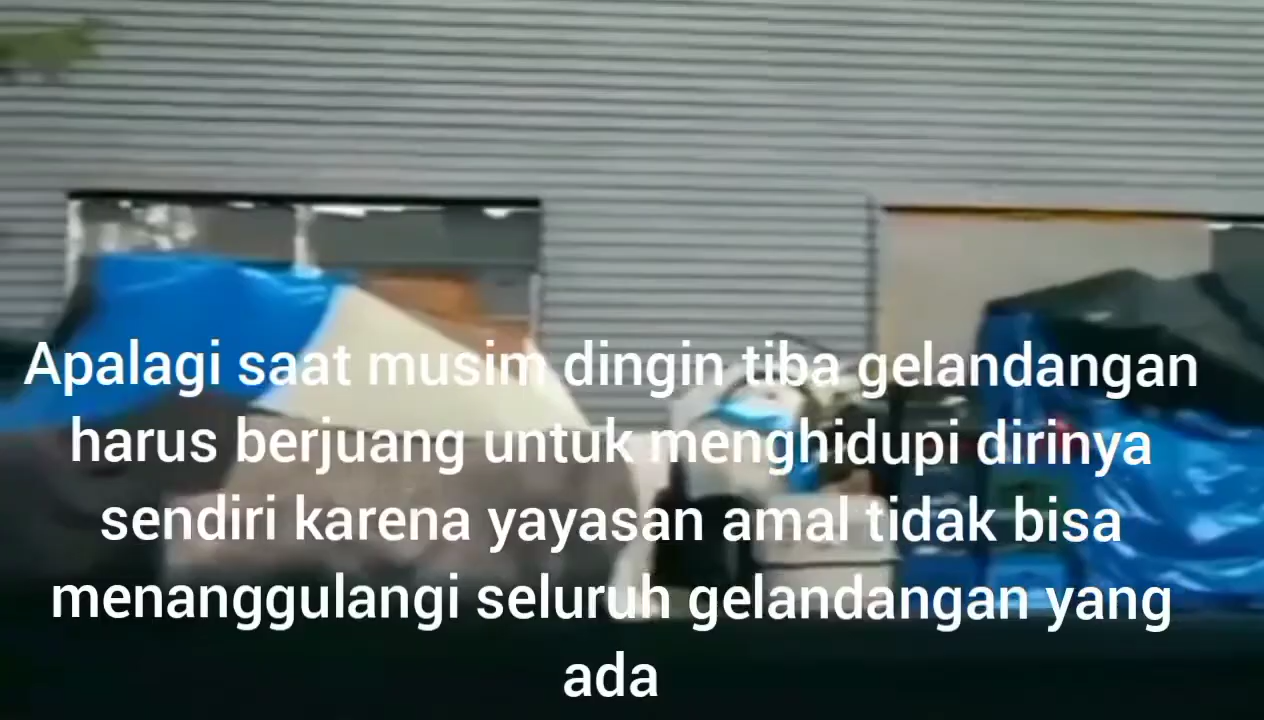 Apalagi saat musim dingin tiba gelandangan
harus berjuang untuk menghidupi dirinya
sendiri karena yayasan amal tidak bisa
menanggulangi seluruh gelandangan yang
ada